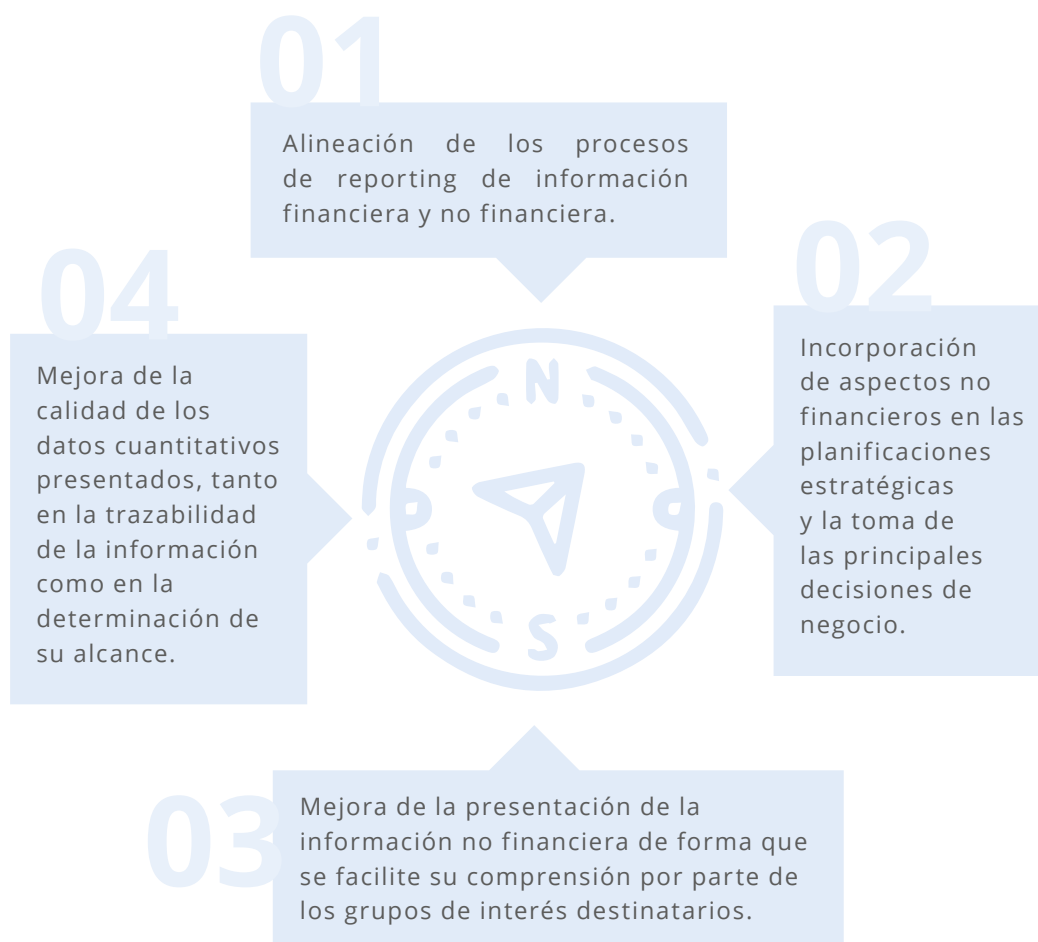 01
Alineación de los procesos
de reporting de información
financiera y no financiera.
02
Incorporación
de aspectos no
financieros en las
planificaciones
estratégicas
y la toma de
las principales
decisiones de
negocio.
03
Mejora de la presentación de la
información no financiera de forma que
se facilite su comprensión por parte de
los grupos de interés destinatarios.
04
Mejora de la
calidad de los
datos cuantitativos
presentados, tanto
en la trazabilidad
de la información
como en la
determinación de
su alcance.
N
S